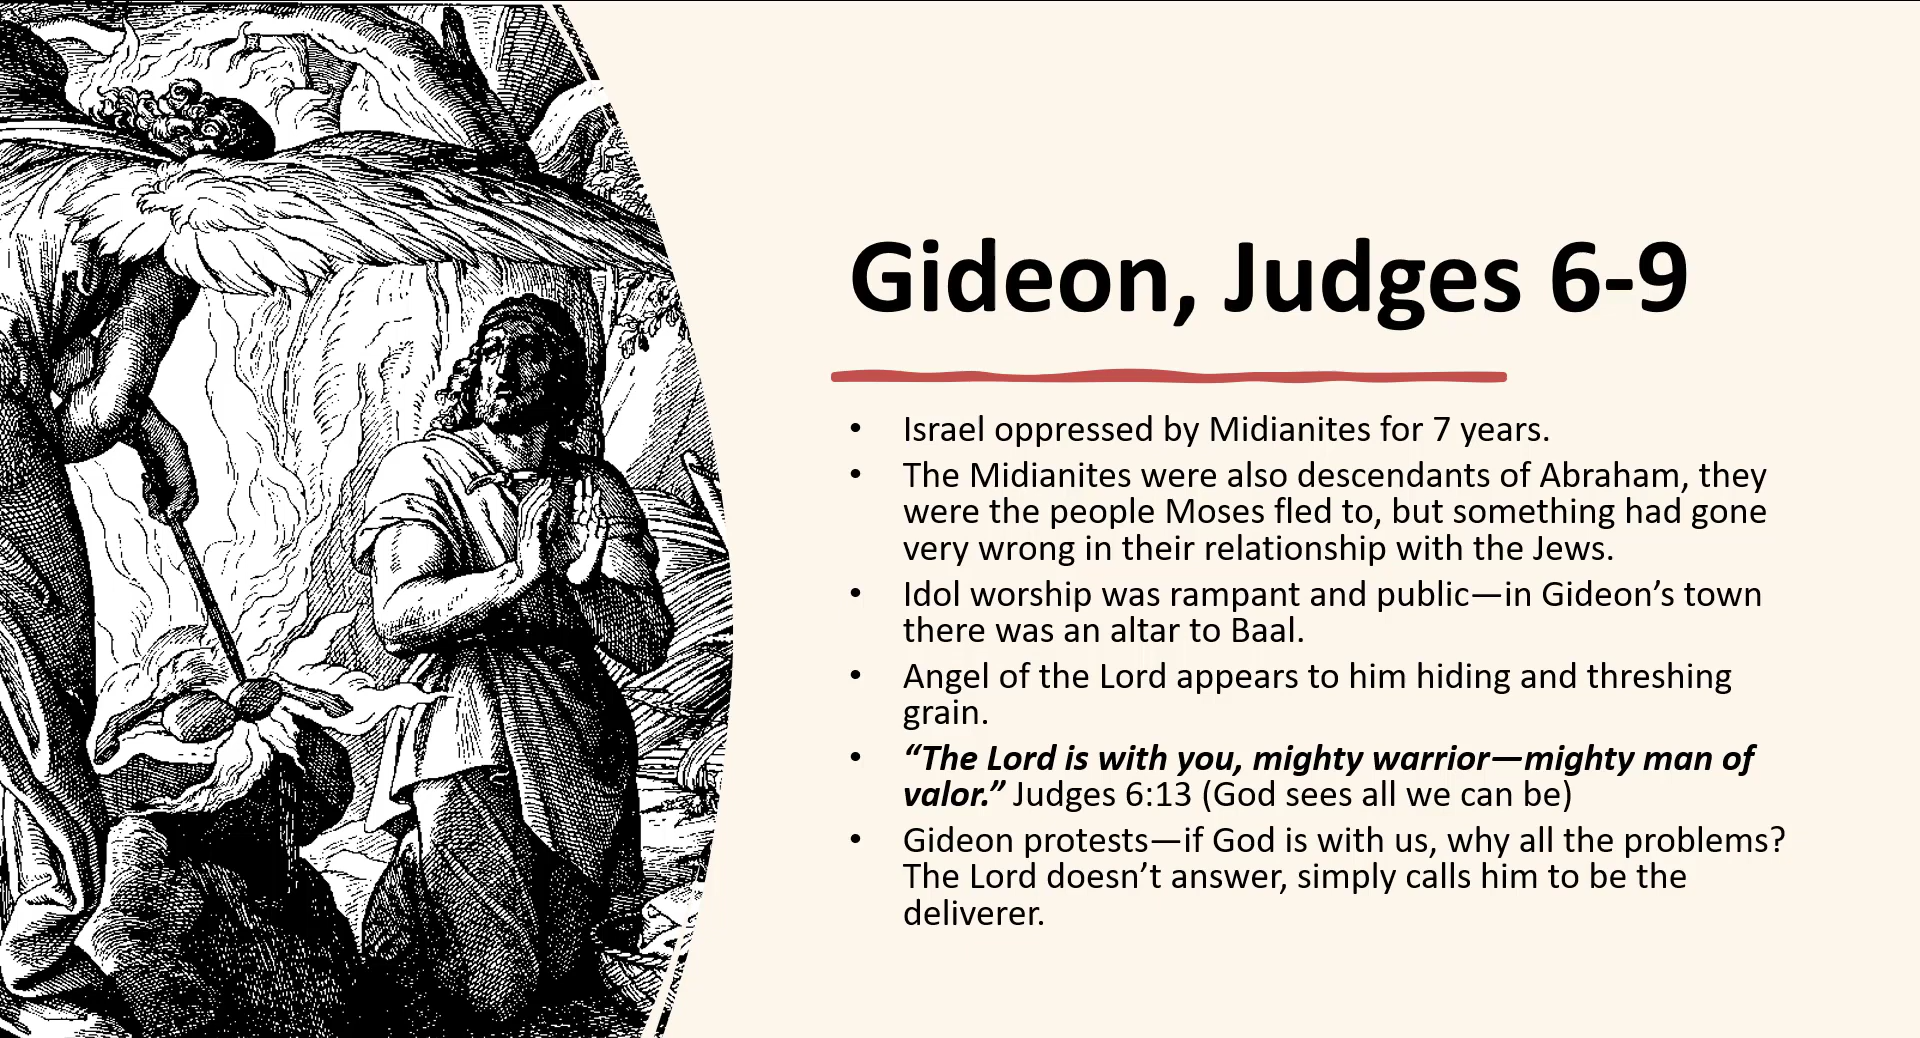 Gideon, Judges 6-9
• Israel oppressed by Midianites for 7 years.
• The Midianites were also descendants of Abraham, they
were the people Moses fled to, but something had gone
very wrong in their relationship with the Jews.
• Idol worship was rampant and public—in Gideon’s town
there was an altar to Baal.
• Angel of the Lord appears to him hiding and threshing
grain.
• “The Lord is with you, mighty warrior—mighty man of
valor.” Judges 6:13 (God sees all we can be)
• Gideon protests—if God is with us, why all the problems?
The Lord doesn’t answer, simply calls him to be the
deliverer.